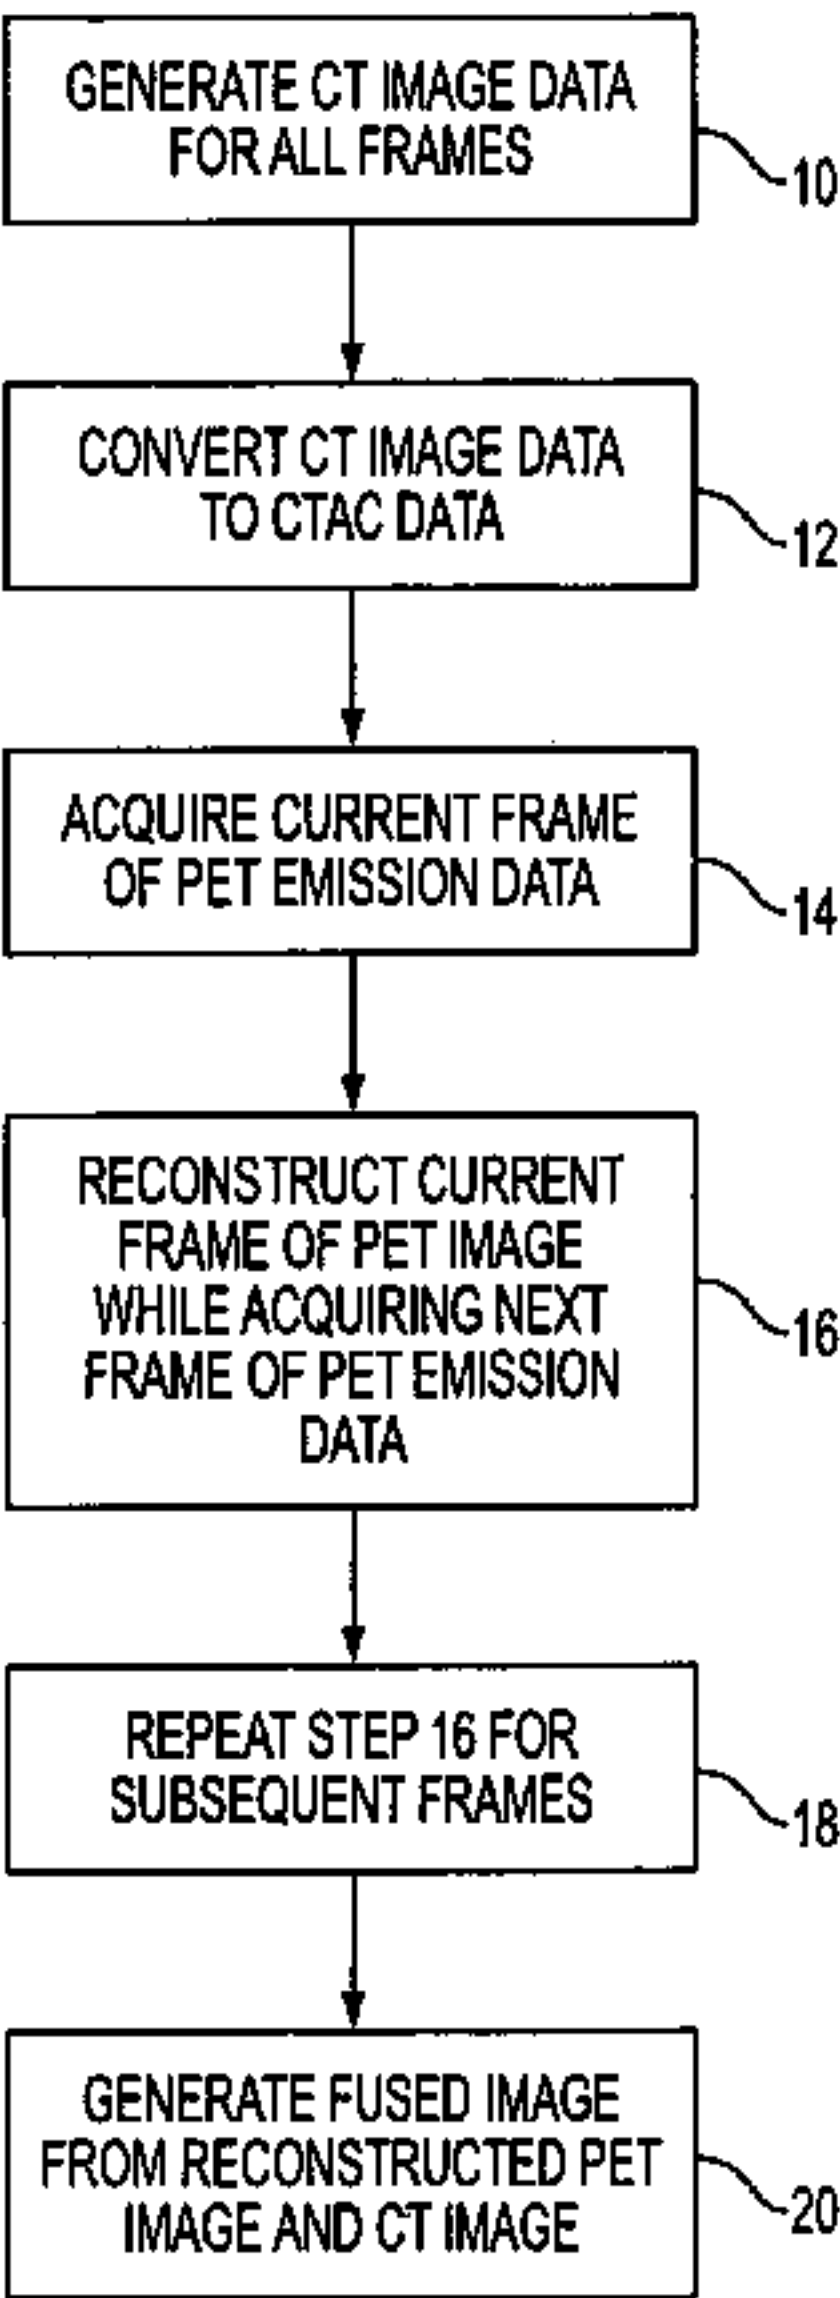 GENERATE CT IMAGE DATA
FOR ALL FRAMES
10
CONVERT CT IMAGE DATA
TO CTAC DATA
12
ACQUIRE CURRENT FRAME
OF PET EMISSION DATA
14
RECONSTRUCT CURRENT
FRAME OF PET IMAGE
WHILE ACQUIRING NEXT
FRAME OF PET EMISSION
DATA
16
REPEAT STEP 16 FOR
SUBSEQUENT FRAMES
18
GENERATE FUSED IMAGE
FROM RECONSTRUCTED PET
IMAGE AND CT IMAGE
20